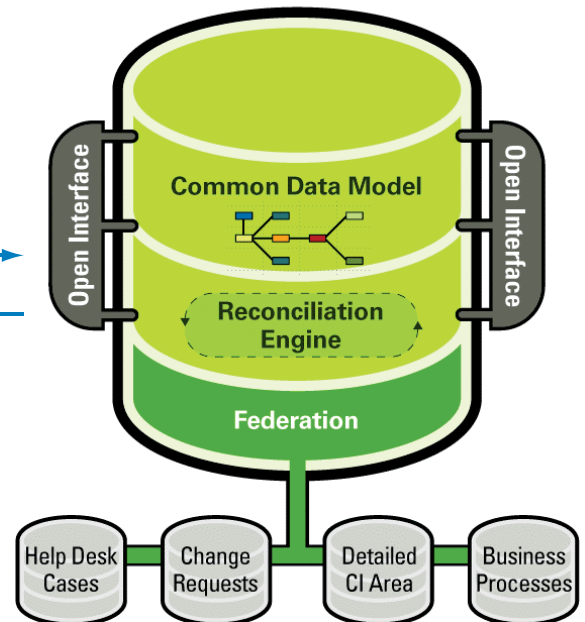 Open Interface
Common Data Model
Open Interface
Reconciliation
Engine
Federation
Help Desk
Cases
Change
Requests
Detailed
CI Area
Business
Processes